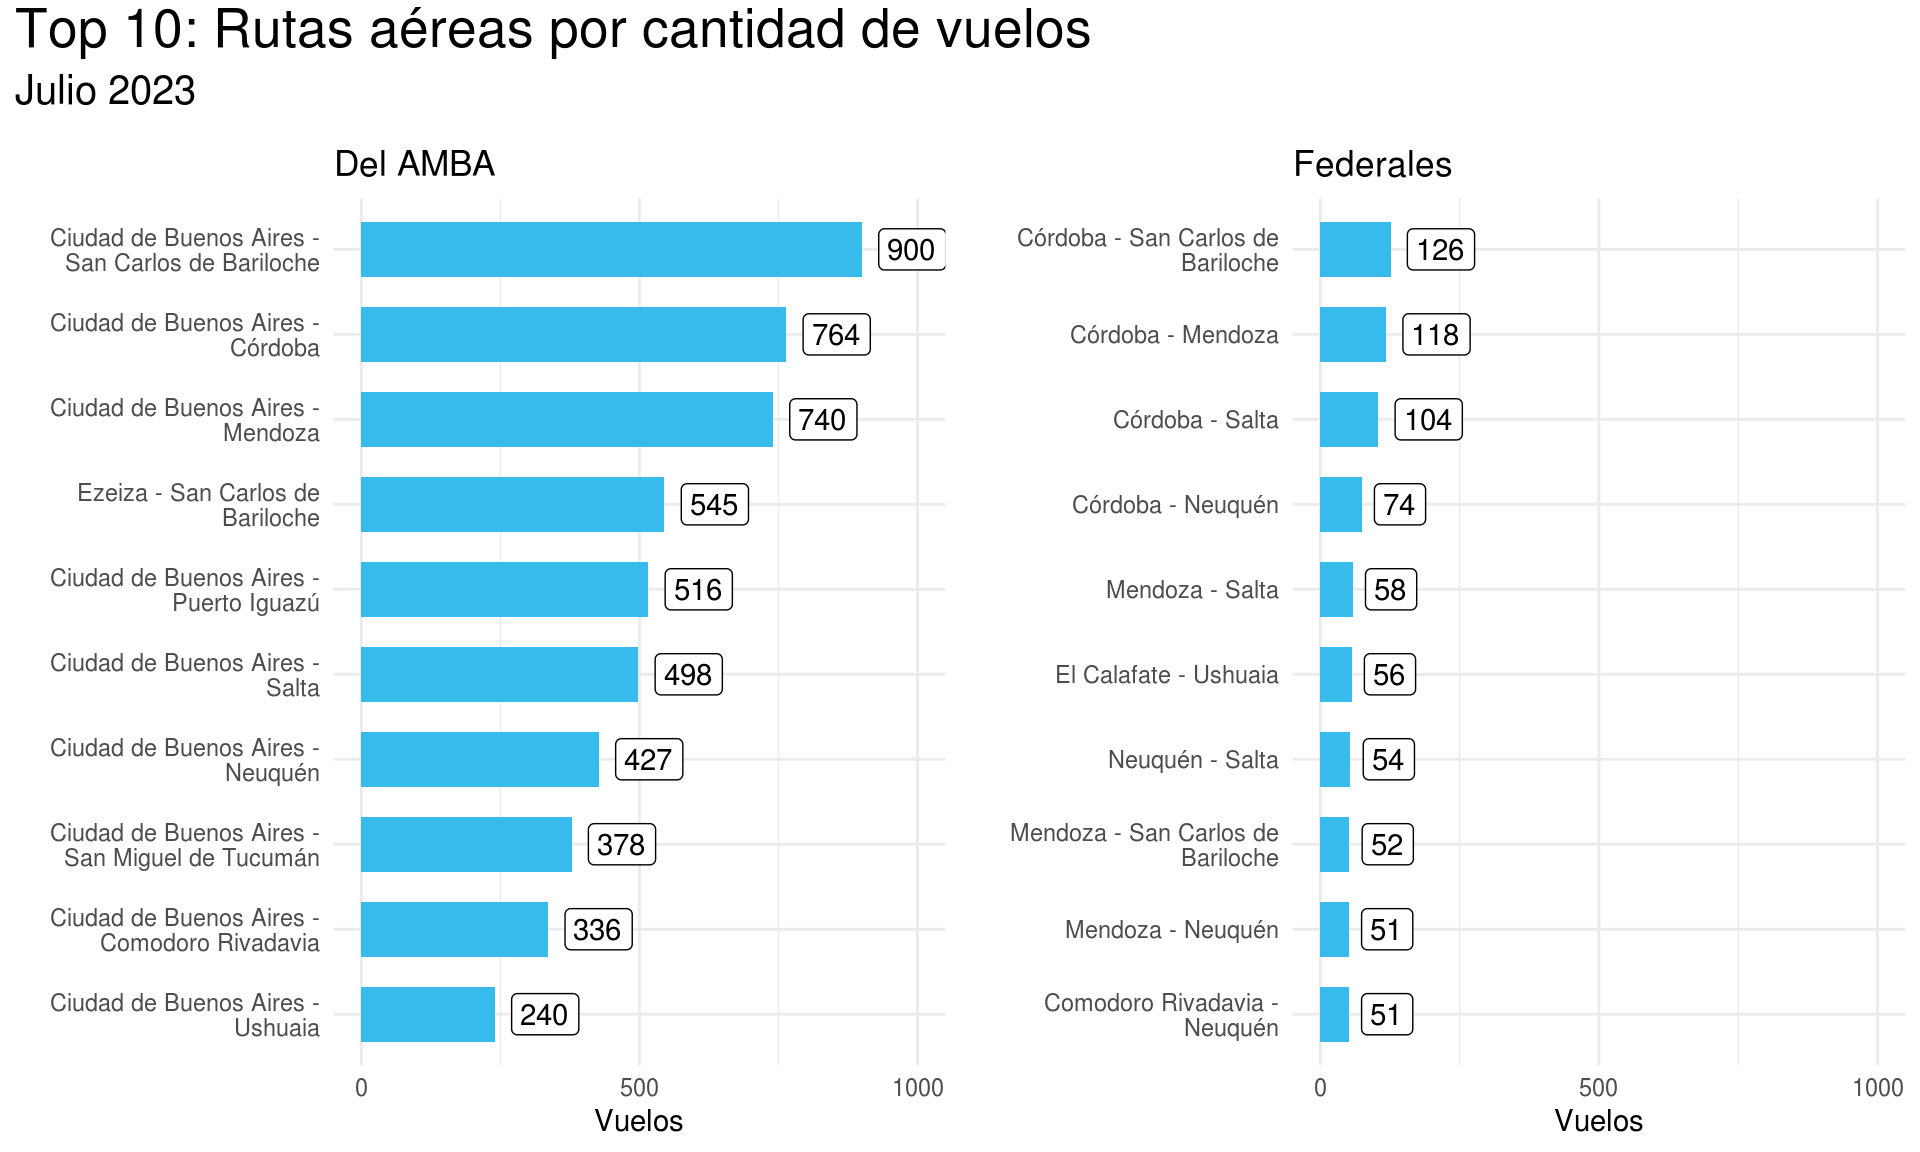 Top 10: Rutas aéreas por cantidad de vuelos
Julio 2023
Del AMBA
Ciudad de Buenos Aires -
San Carlos de Bariloche
900
Ciudad de Buenos Aires -
Córdoba
764
Ciudad de Buenos Aires -
Mendoza
740
Ezeiza - San Carlos de
Bariloche
545
Ciudad de Buenos Aires -
Puerto Iguazú
516
Ciudad de Buenos Aires -
Salta
498
Ciudad de Buenos Aires -
Neuquén
427
Ciudad de Buenos Aires -
San Miguel de Tucumán
378
Ciudad de Buenos Aires -
Comodoro Rivadavia
336
Ciudad de Buenos Aires -
Ushuaia
240
0 500 1000
Vuelos
Federales
Córdoba - San Carlos de
Bariloche
126
Córdoba - Mendoza
118
Córdoba - Salta
104
Córdoba - Neuquén
74
Mendoza - Salta
58
El Calafate - Ushuaia
56
Neuquén - Salta
54
Mendoza - San Carlos de
Bariloche
52
Mendoza - Neuquén
51
Comodoro Rivadavia -
Neuquén
51
0 500 1000
Vuelos